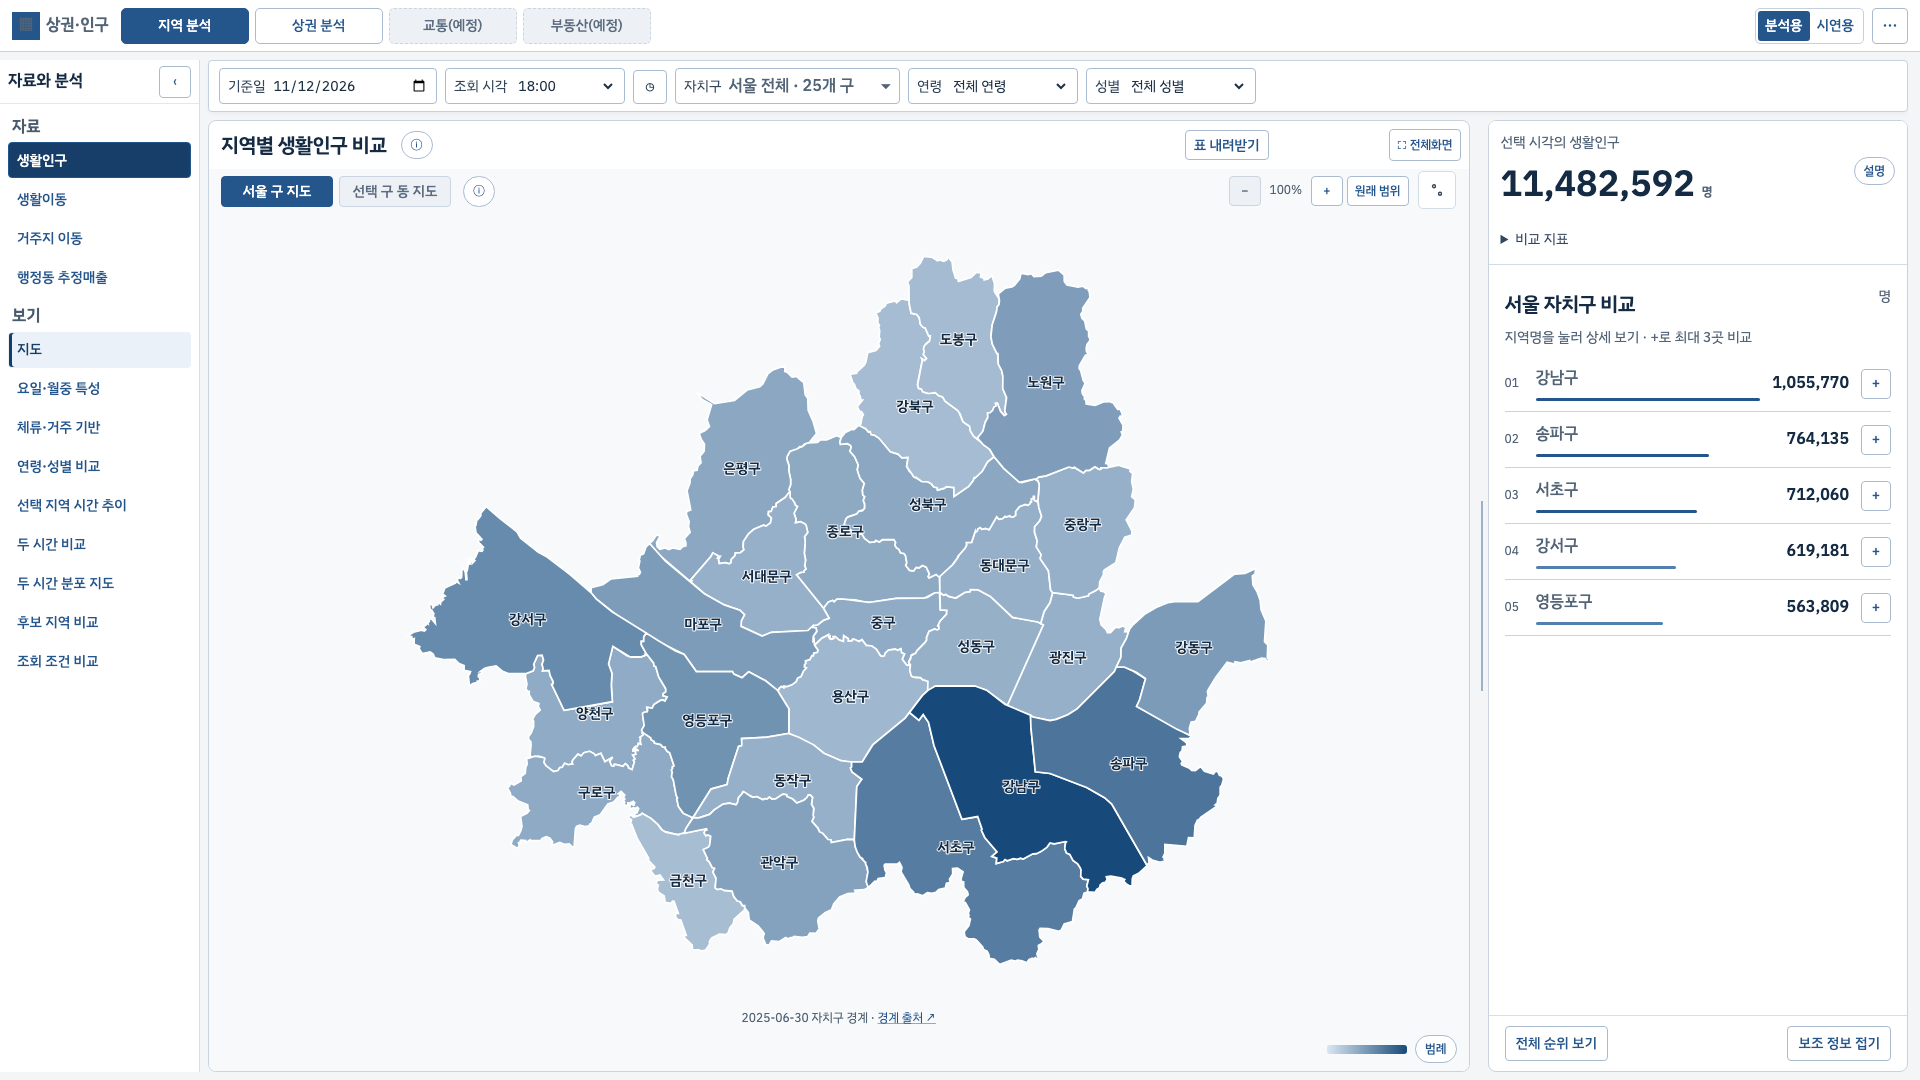 상권·인구
지역 분석
상권 분석
교통(예정)
부동산(예정)
분석용
시연용
···
자료와 분석
‹
자료
생활인구
생활이동
거주지 이동
행정동 추정매출
보기
지도
요일·월중 특성
체류·거주 기반
연령·성별 비교
선택 지역 시간 추이
두 시간 비교
두 시간 분포 지도
후보 지역 비교
조회 조건 비교
기준일 11/12/2026
조회 시각 18:00
자치구 서울 전체 · 25개 구
연령 전체 연령
성별 전체 성별
지역별 생활인구 비교
ⓘ
표 내려받기
전체화면
서울 구 지도
선택 구 동 지도
ⓘ
−
100%
+
원래 범위
도봉구
노원구
강북구
은평구
성북구
종로구
중랑구
동대문구
서대문구
강서구
마포구
중구
성동구
광진구
강동구
용산구
양천구
영등포구
송파구
동작구
강남구
구로구
서초구
관악구
금천구
2025-06-30 자치구 경계 · 경계 출처 ↗
범례
선택 시각의 생활인구
11,482,592 명
설명
▶ 비교 지표
서울 자치구 비교
명
지역명을 눌러 상세 보기 · +로 최대 3곳 비교
01 강남구 1,055,770 +
02 송파구 764,135 +
03 서초구 712,060 +
04 강서구 619,181 +
05 영등포구 563,809 +
전체 순위 보기
보조 정보 접기